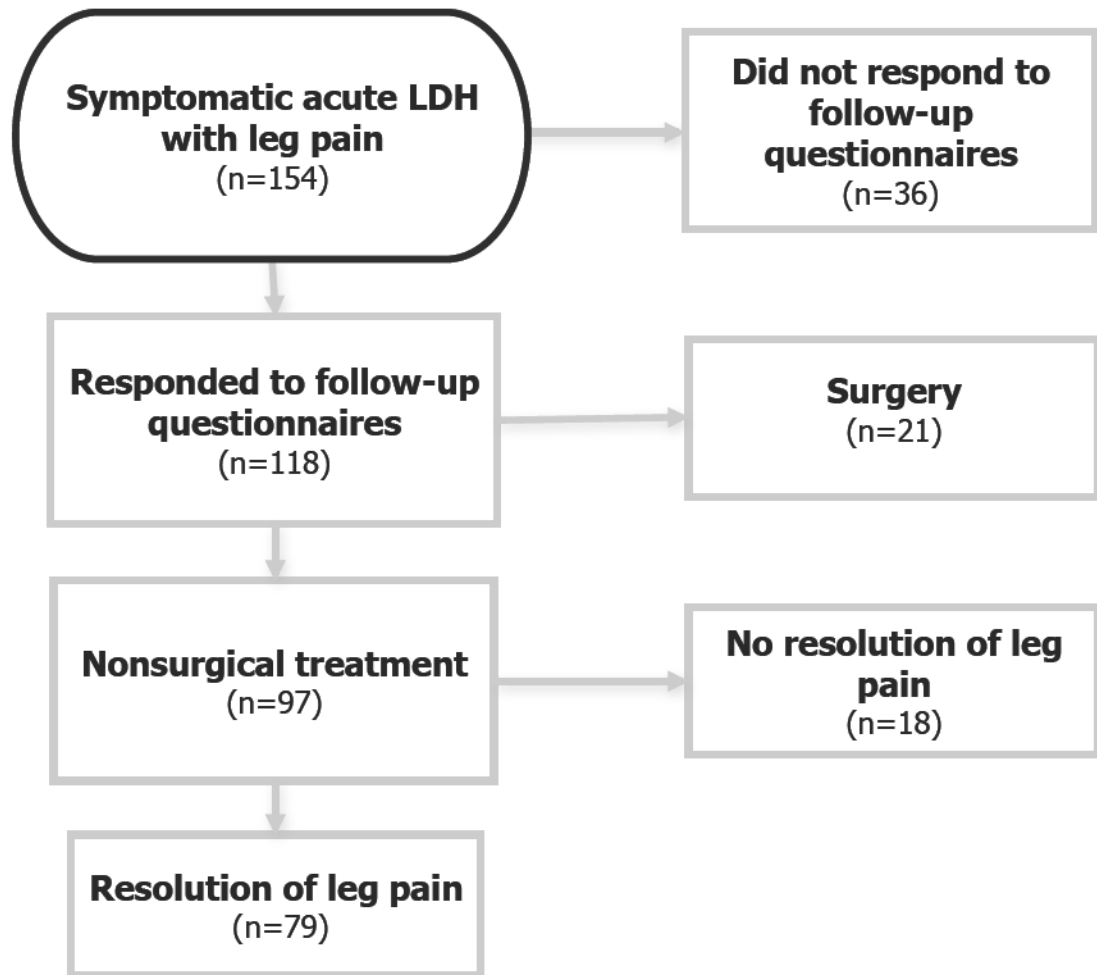 Symptomatic acute LDH
with leg pain
(n=154)
Did not respond to
follow-up
questionnaires
(n=36)
Responded to follow-up
questionnaires
(n=118)
Surgery
(n=21)
Nonsurgical treatment
(n=97)
No resolution of leg
pain
(n=18)
Resolution of leg pain
(n=79)